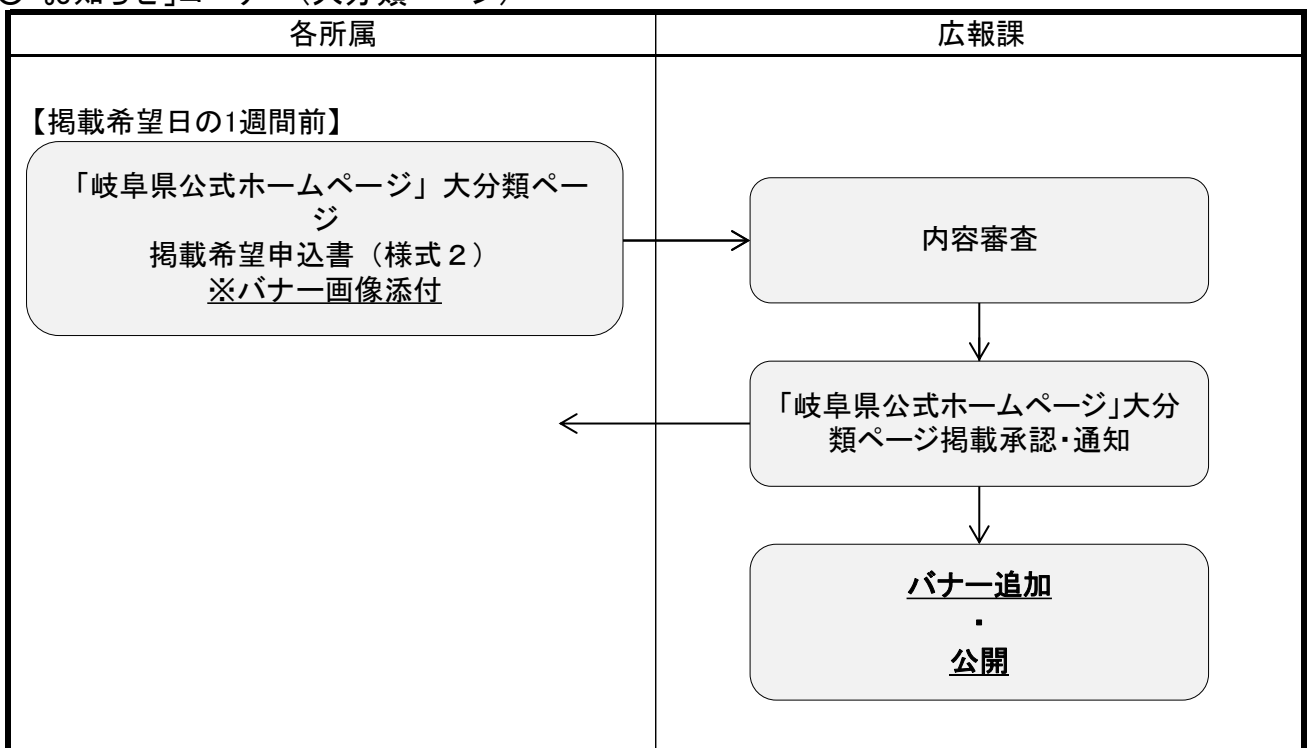 各所属
広報課
【掲載希望日の1週間前】
「岐阜県公式ホームページ」大分類ペー
ジ
掲載希望申込書（様式２）
※バナー画像添付
内容審査
「岐阜県公式ホームページ」大分
類ページ掲載承認・通知
バナー追加
・
公開